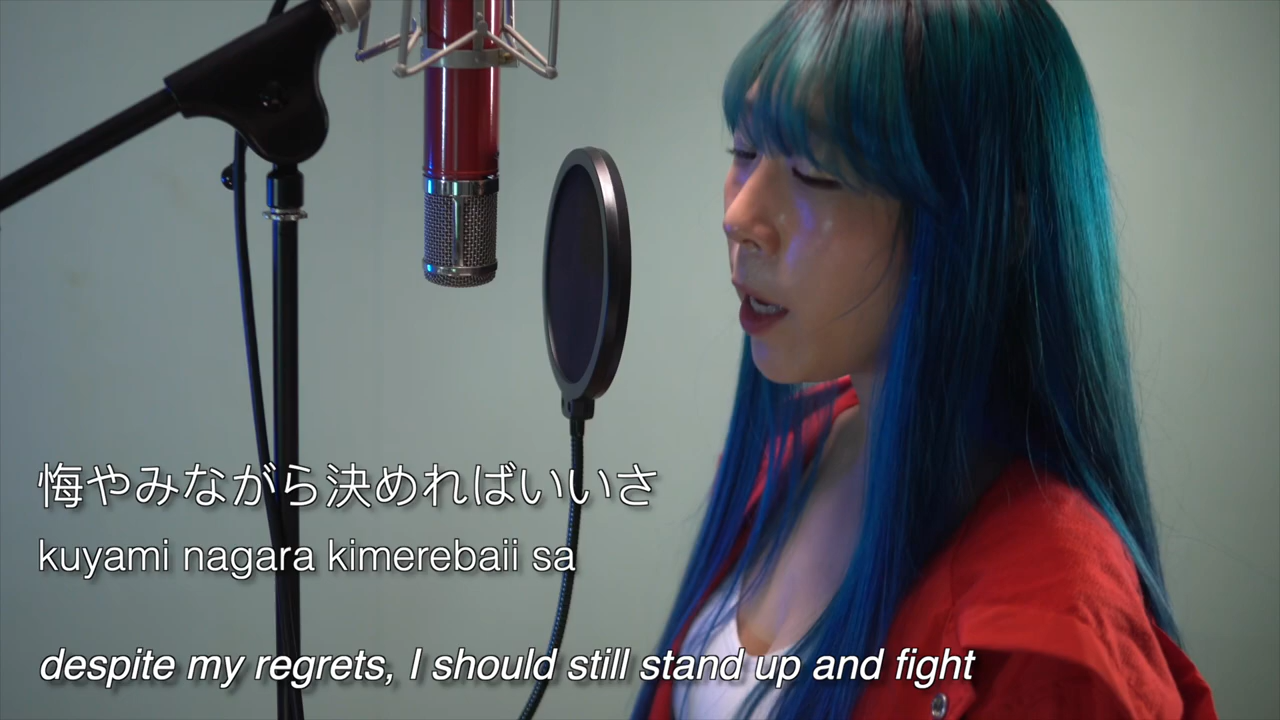 悔やみながら決めればいいさ
kuyami nagara kimerebaii sa
despite my regrets, I should still stand up and fight